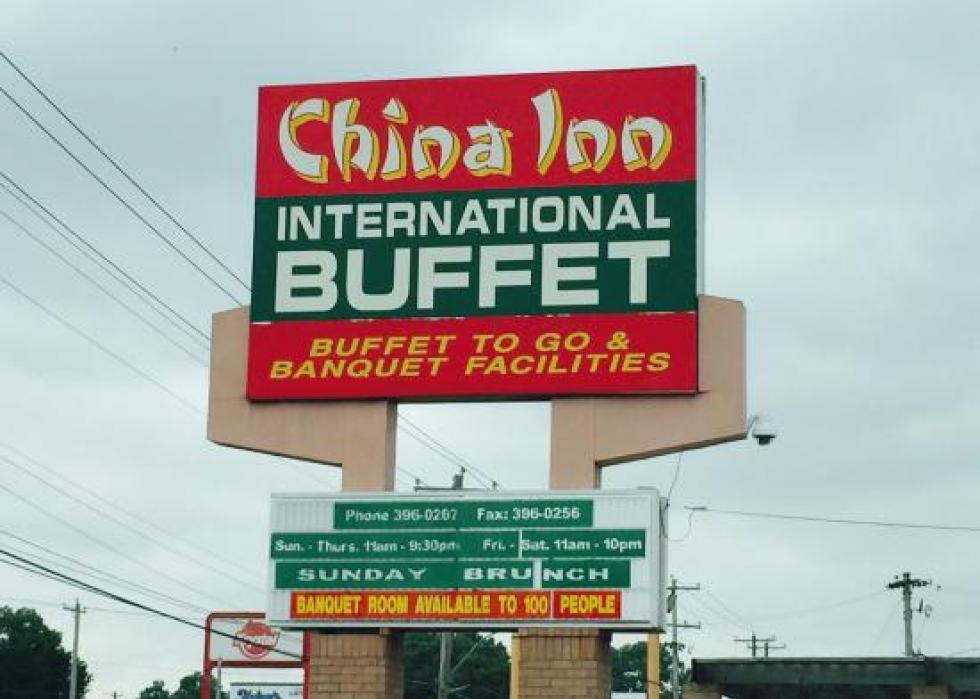 China Inn
INTERNATIONAL
BUFFET
BUFFET TO GO &
BANQUET FACILITIES
Phone 396-0267 Fax: 396-0256
Sun. - Thurs. 11am - 9:30pm Fri. - Sat. 11am - 10pm
SUNDAY BRUNCH
BANQUET ROOM AVAILABLE TO 100 PEOPLE